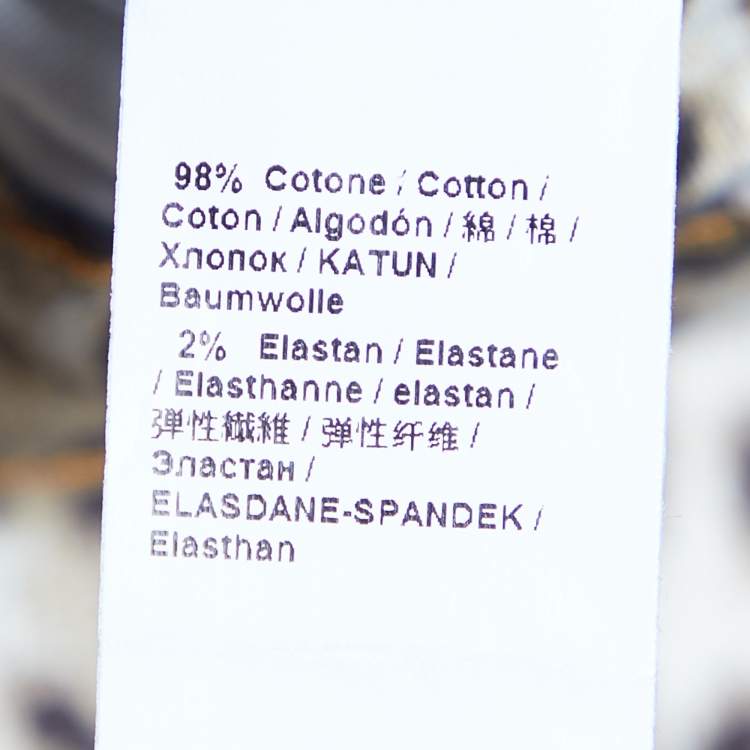 98% Cotone / Cotton /
Coton / Algodón / 綿 / 棉 /
Хлопок / KATUN /
Baumwolle
2% Elastan / Elastane
/ Elasthanne / elastan /
弹性繊維 / 弹性纤维 /
Эластан /
ELASDANE-SPANDEK /
Elasthan